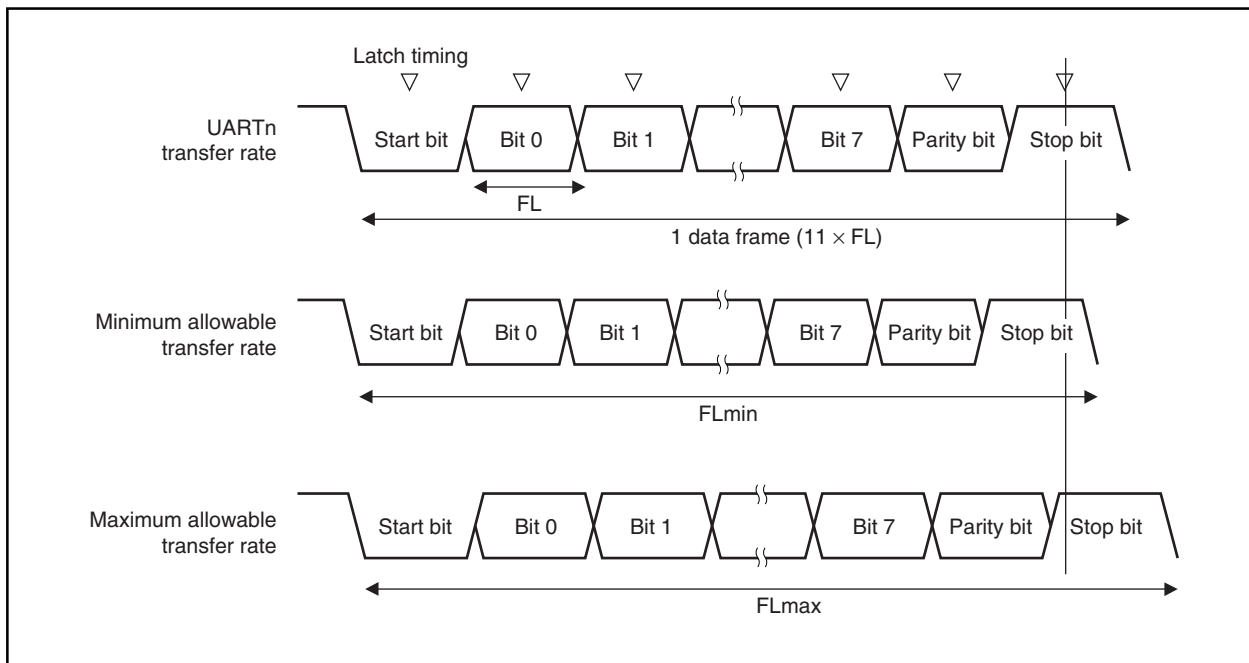 Latch timing
UARTn
transfer rate
Start bit
Bit 0
Bit 1
Bit 7
Parity bit
Stop bit
FL
1 data frame (11 × FL)
Minimum allowable
transfer rate
Start bit
Bit 0
Bit 1
Bit 7
Parity bit
Stop bit
FLmin
Maximum allowable
transfer rate
Start bit
Bit 0
Bit 1
Bit 7
Parity bit
Stop bit
FLmax